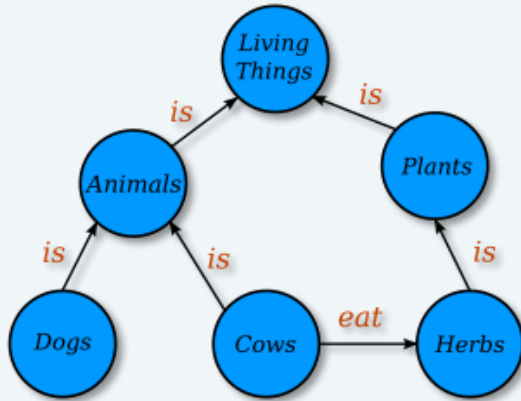 Living
Things
is
is
Animals
Plants
is
is
is
eat
Dogs
Cows
Herbs